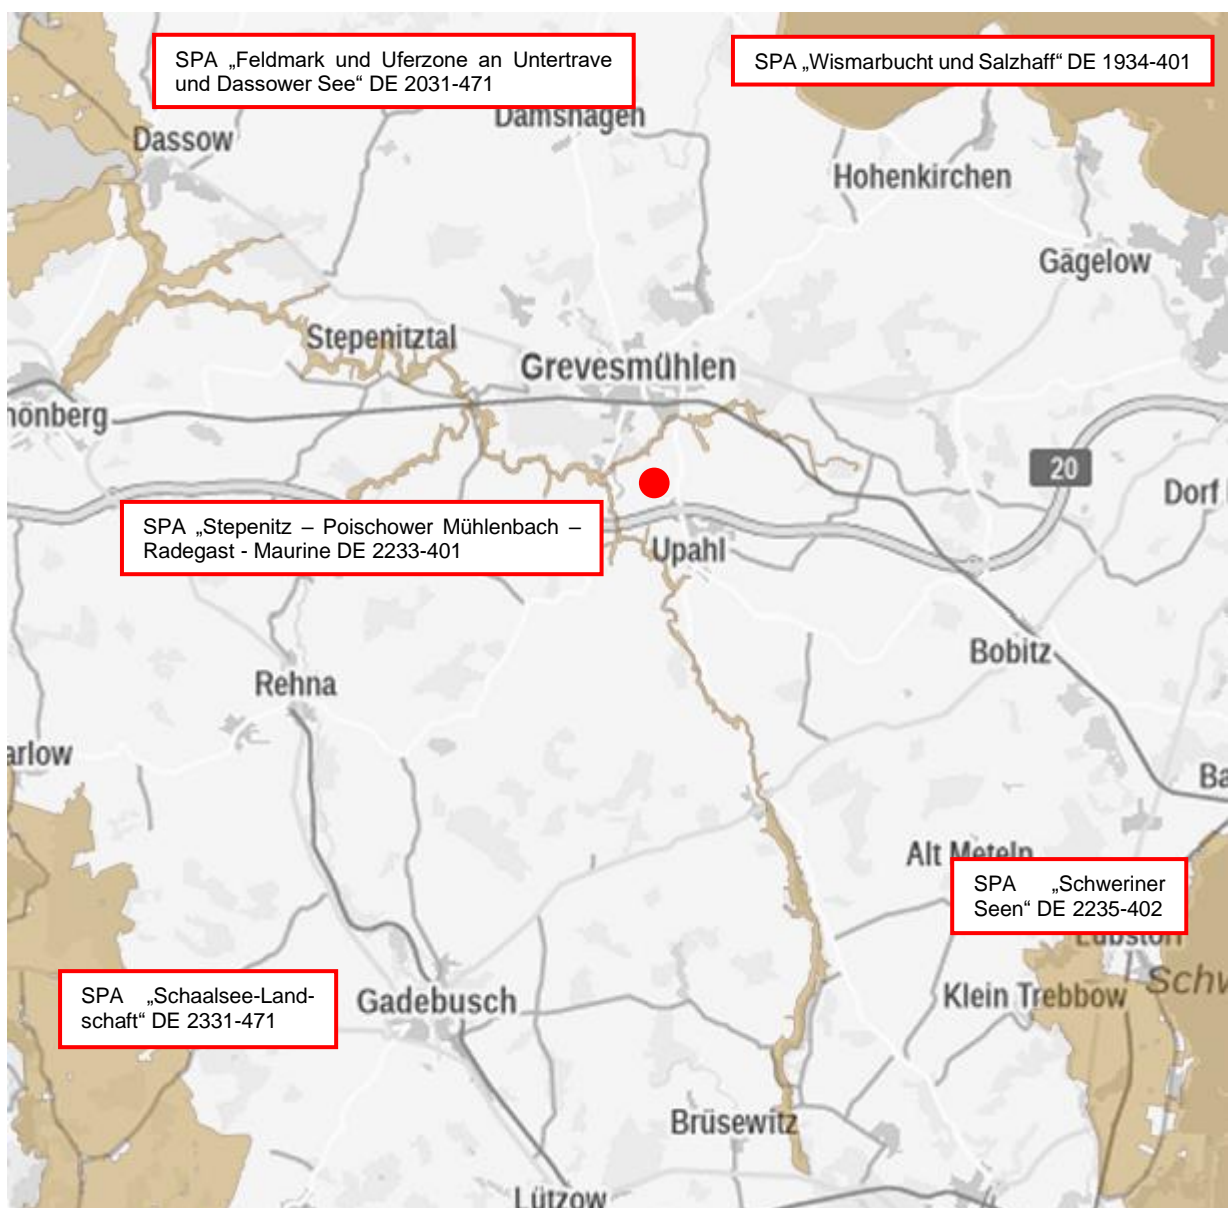 SPA „Feldmark und Uferzone an Untertrave
und Dassower See“ DE 2031-471
SPA „Wismarbucht und Salzhaff“ DE 1934-401
Damshagen
Dassow
Hohenkirchen
Gägelow
Stepenitztal
Grevesmühlen
hönberg
20
Dorf
SPA „Stepenitz – Poischower Mühlenbach –
Radegast - Maurine DE 2233-401
Upahl
Bobitz
Rehna
arlow
Ba
Alt Meteln
SPA „Schweriner
Seen“ DE 2235-402
Lübstorf
Schw
SPA „Schaalsee-Land-
schaft“ DE 2331-471
Gadebusch
Klein Trebbow
Brüsewitz
Lützow